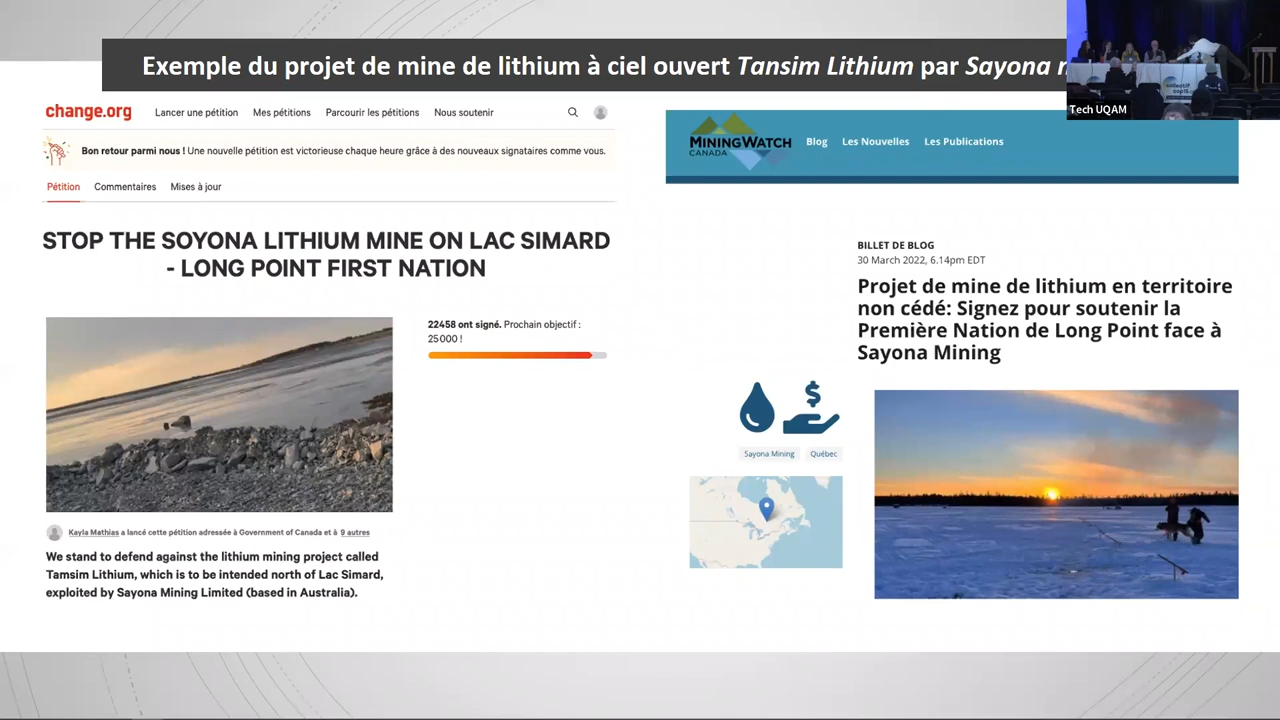 Exemple du projet de mine de lithium à ciel ouvert Tansim Lithium par Sayona
Tech UQAM
collectif
cop15
change.org
Lancer une pétition
Mes pétitions
Parcourir les pétitions
Nous soutenir
Bon retour parmi nous ! Une nouvelle pétition est victorieuse chaque heure grâce à des nouveaux signataires comme vous.
Pétition
Commentaires
Mises à jour
STOP THE SOYONA LITHIUM MINE ON LAC SIMARD
- LONG POINT FIRST NATION
22458 ont signé. Prochain objectif :
25 000 !
Kayla Mathias a lancé cette pétition adressée à Government of Canada et à 9 autres
We stand to defend against the lithium mining project called
Tamsim Lithium, which is to be intended north of Lac Simard,
exploited by Sayona Mining Limited (based in Australia).
MININGWATCH
CANADA
Blog
Les Nouvelles
Les Publications
BILLET DE BLOG
30 March 2022, 6.14pm EDT
Projet de mine de lithium en territoire
non cédé: Signez pour soutenir la
Première Nation de Long Point face à
Sayona Mining
Sayona Mining
Québec